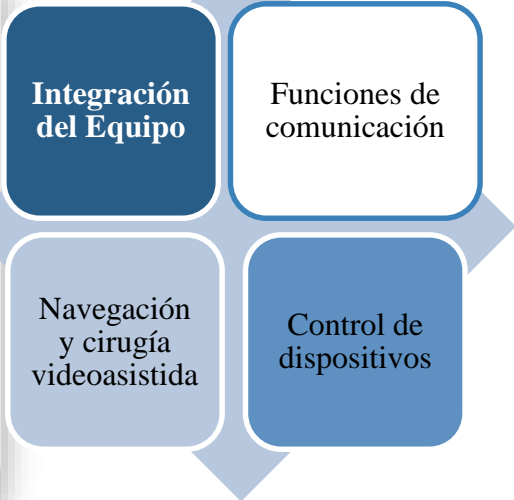 Integración
del Equipo
Funciones de
comunicación
Navegación
y cirugía
videoasistida
Control de
dispositivos